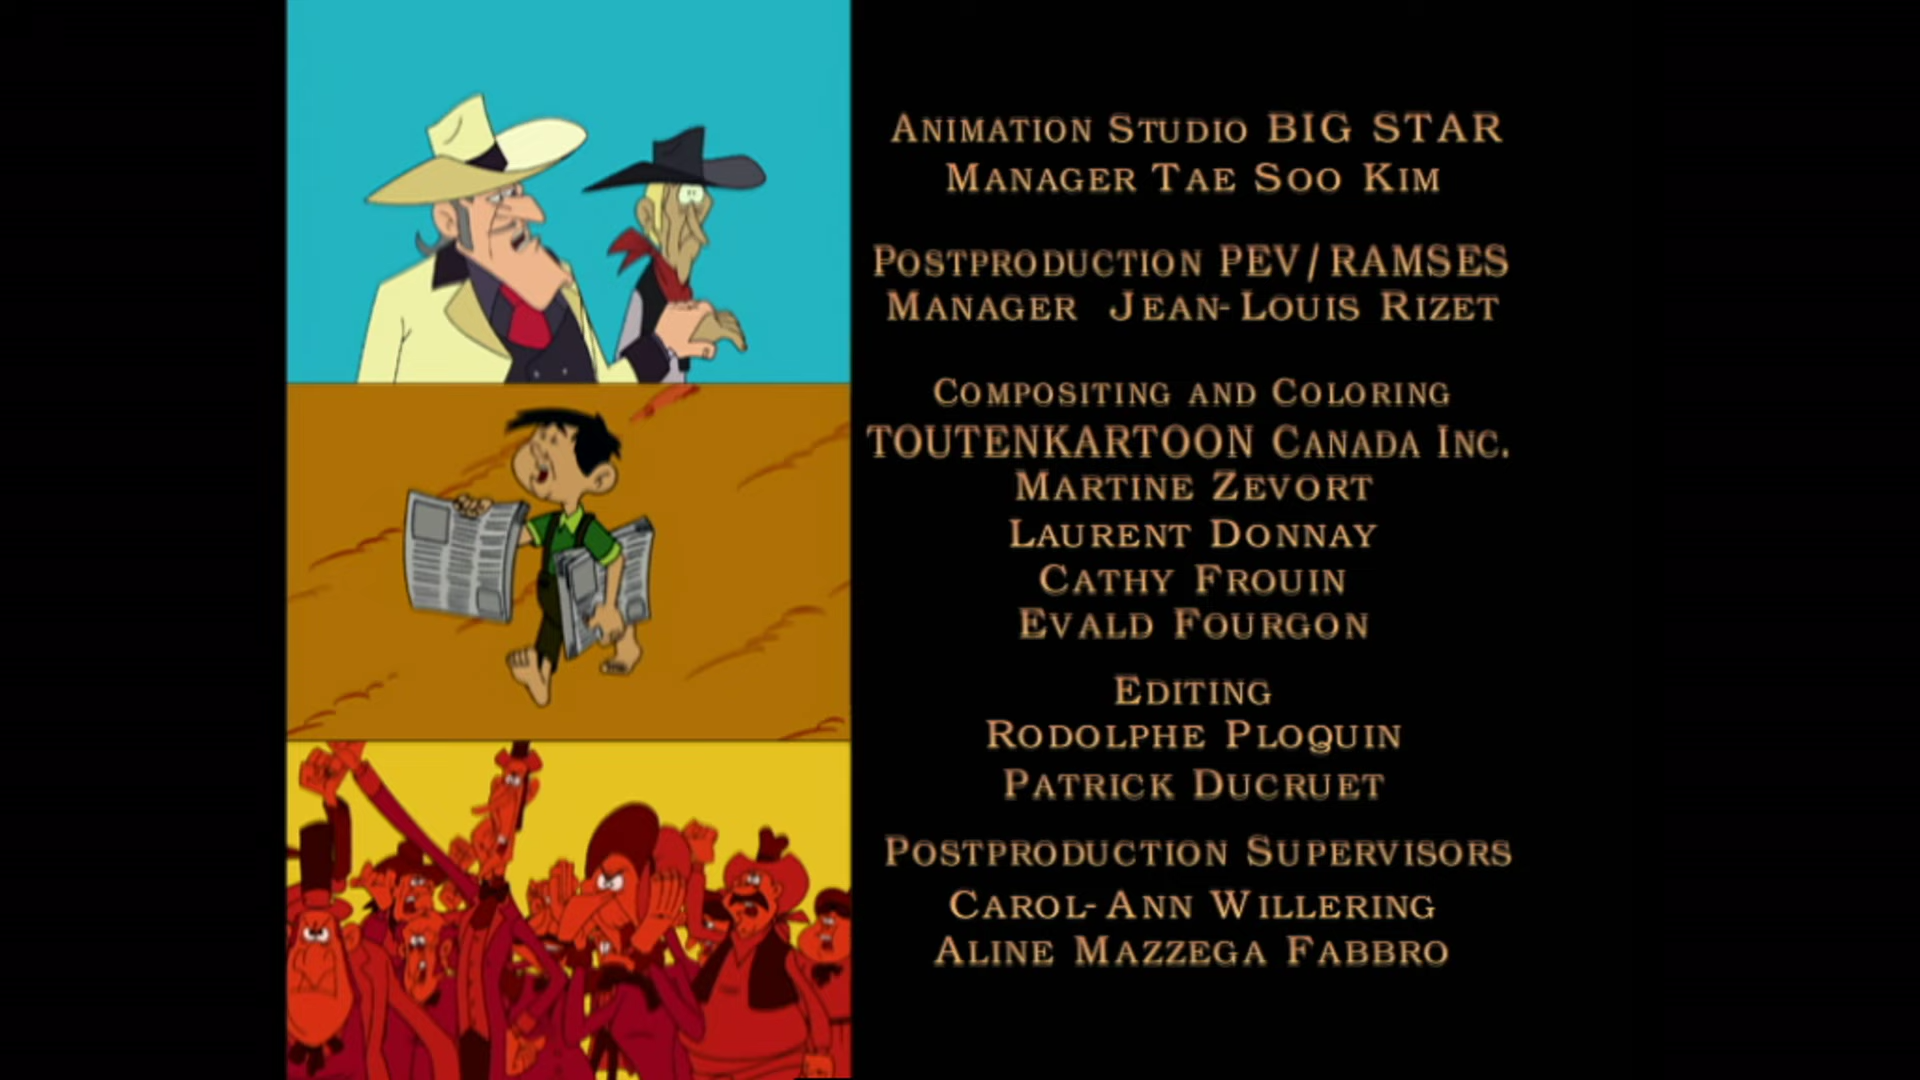 Animation Studio BIG STAR
Manager Tae Soo Kim
Postproduction PEV/RAMSES
Manager Jean-Louis Rizet
Compositing and Coloring
TOUTENKARTOON Canada Inc.
Martine Zevort
Laurent Donnay
Cathy Frouin
Evald Fourgon
Editing
Rodolphe Ploquin
Patrick Ducruet
Postproduction Supervisors
Carol-Ann Willering
Aline Mazzega Fabbro